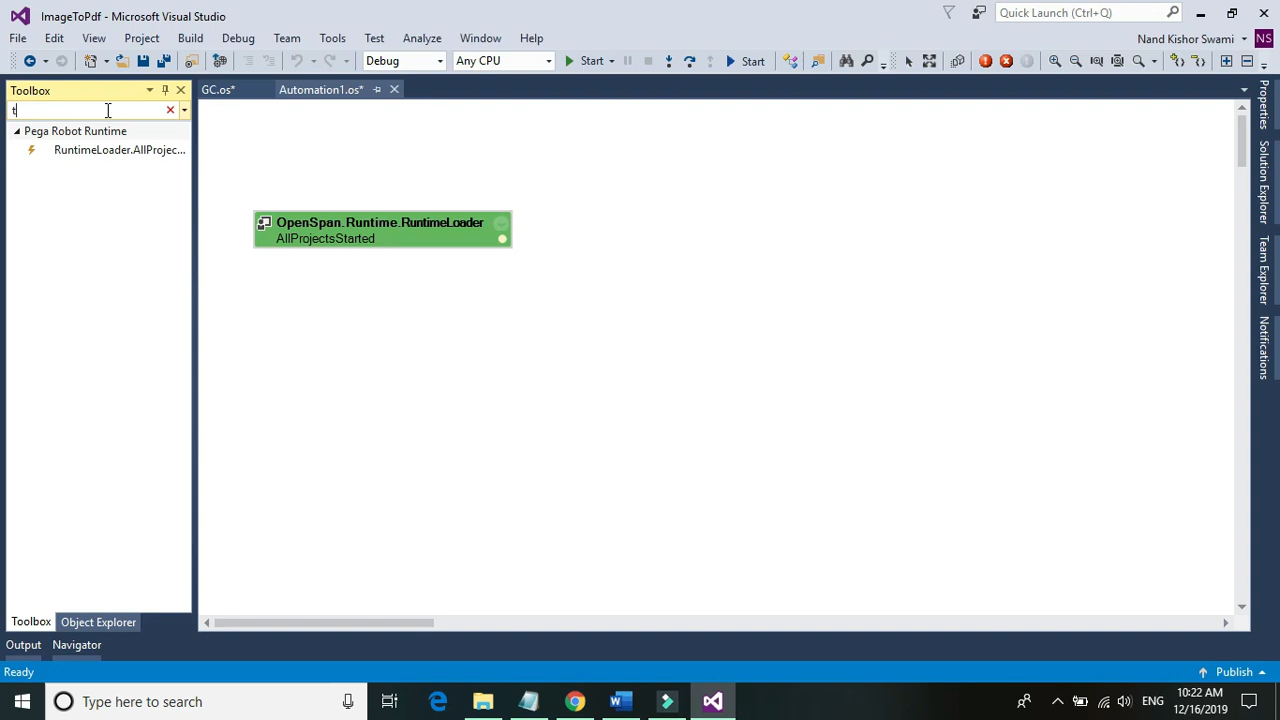 ImageToPdf - Microsoft Visual Studio
Quick Launch (Ctrl+Q)
File Edit View Project Build Debug Team Tools Test Analyze Window Help
Nand Kishor Swami NS
Debug Any CPU Start Start
Toolbox
GC.os* Automation1.os*
t
Pega Robot Runtime
RuntimeLoader.AllProjec...
OpenSpan.Runtime.RuntimeLoader
AllProjectsStarted
Properties
Solution Explorer
Team Explorer
Notifications
Toolbox Object Explorer
Output Navigator
Ready
Publish
Type here to search
ENG
10:22 AM
12/16/2019